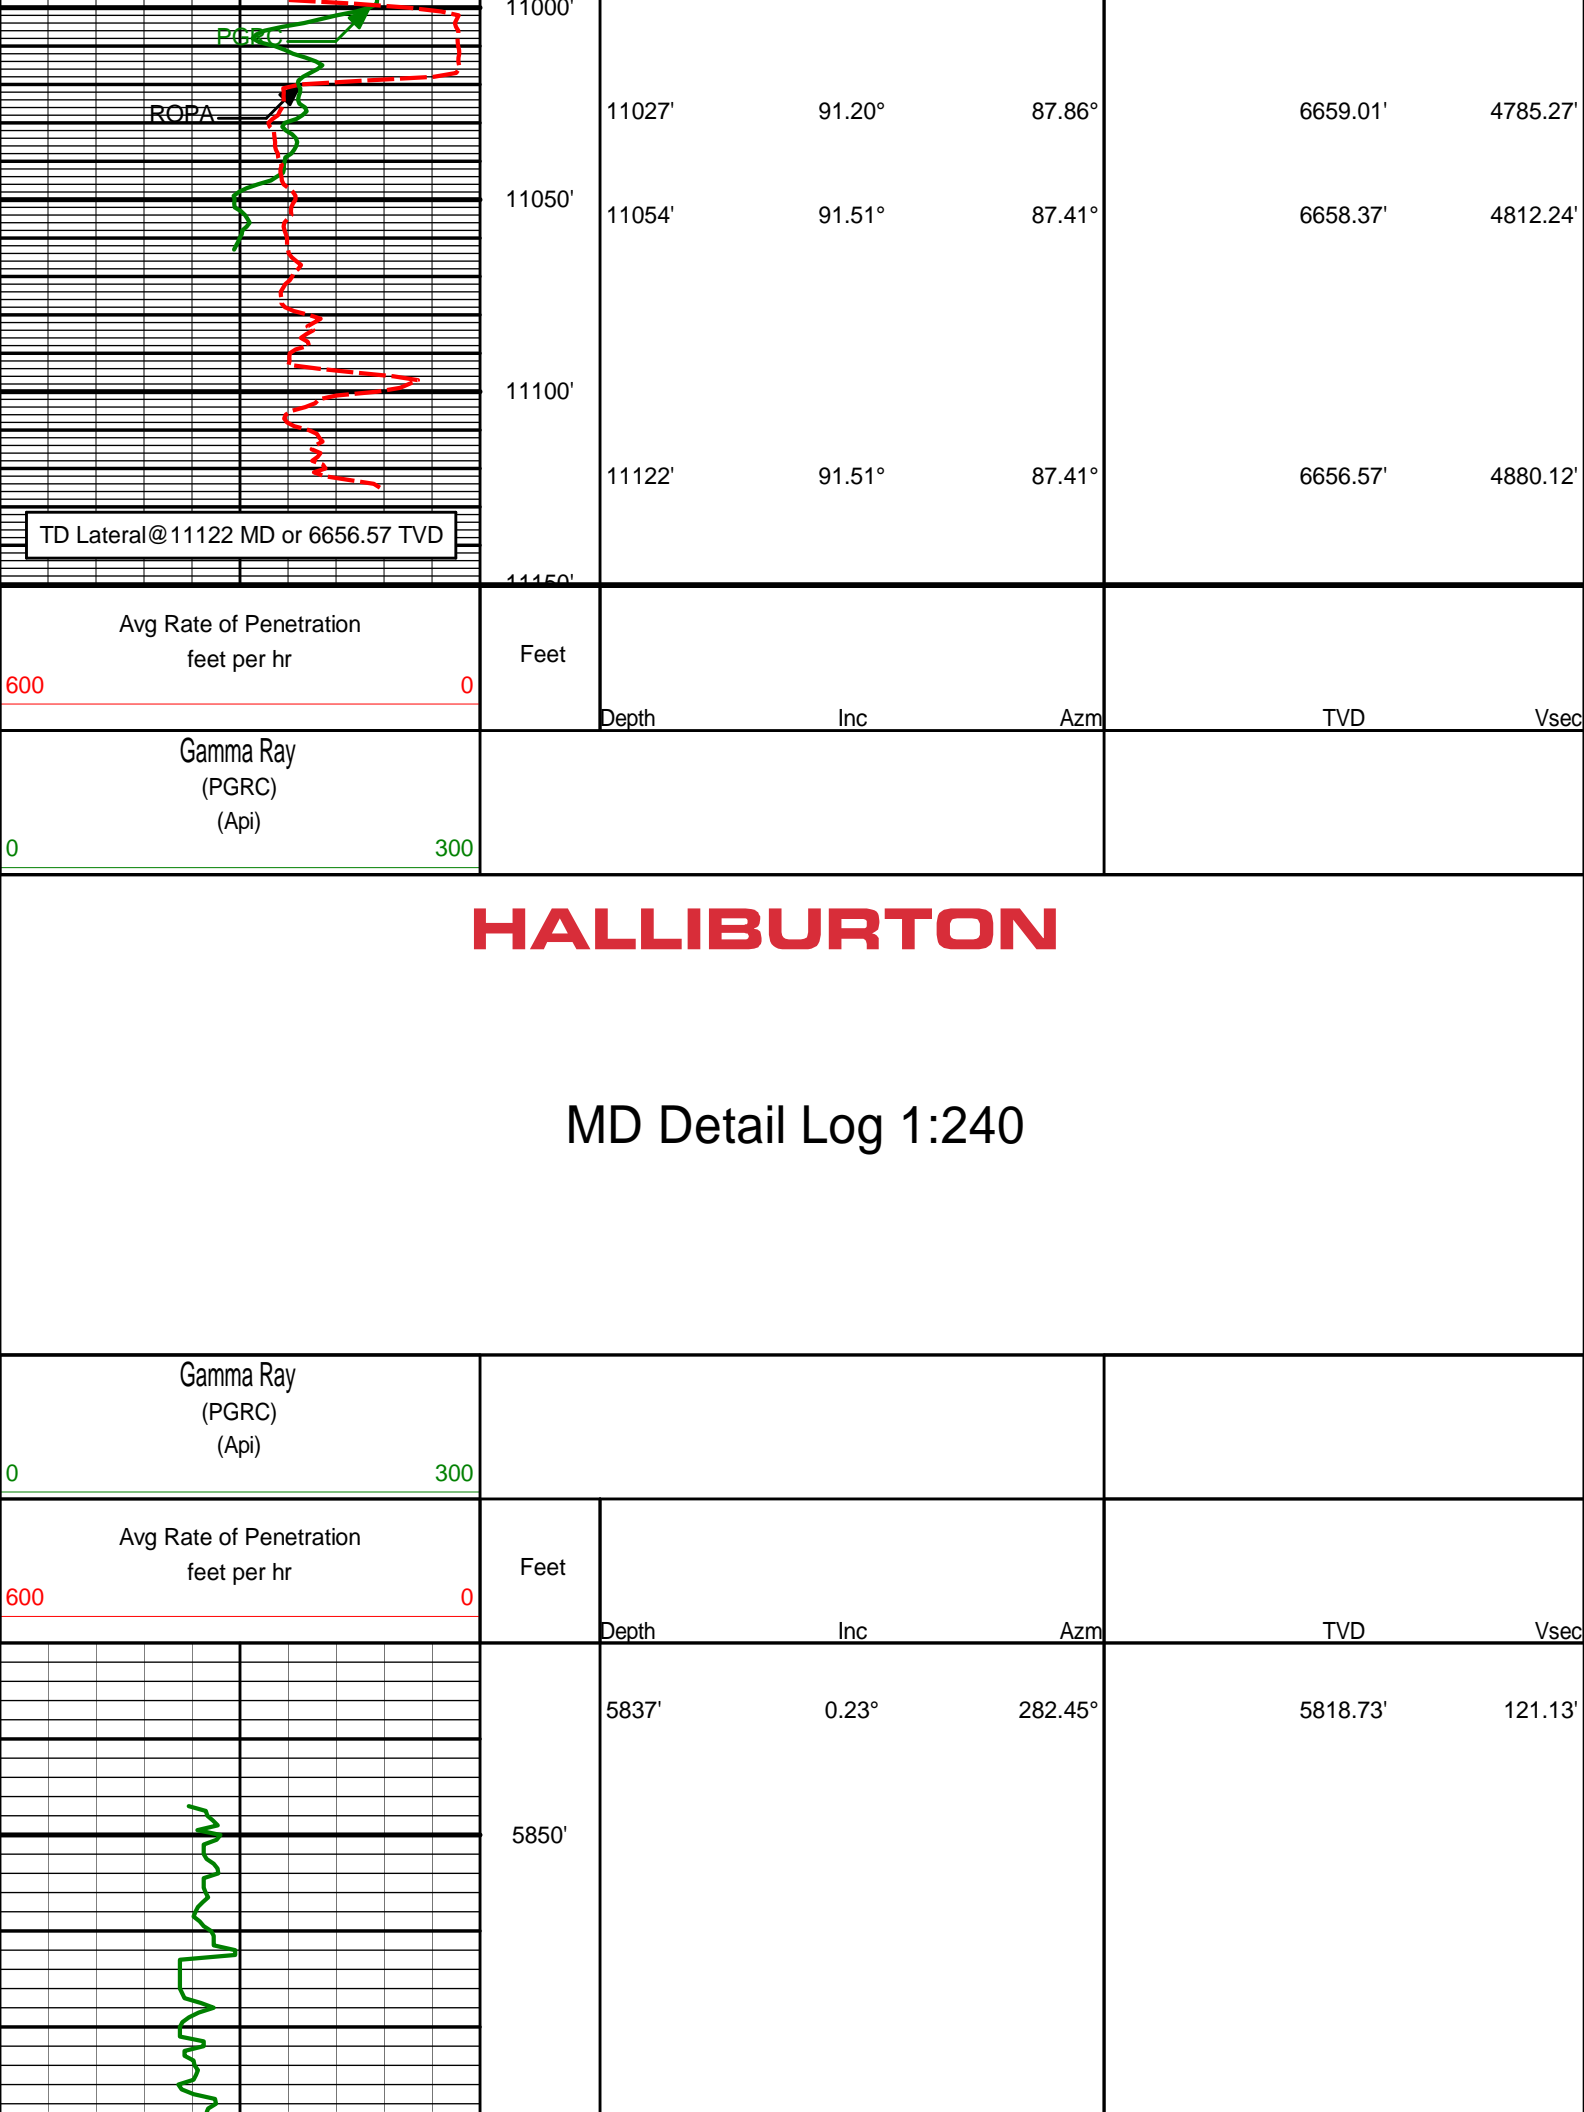 11000'
PGRC
ROPA
11027' 91.20° 87.86° 6659.01' 4785.27'
11050'
11054' 91.51° 87.41° 6658.37' 4812.24'
11100'
11122' 91.51° 87.41° 6656.57' 4880.12'
TD Lateral@11122 MD or 6656.57 TVD
11150'
Avg Rate of Penetration
feet per hr
600 0
Feet
Depth Inc Azm TVD Vsec
Gamma Ray
(PGRC)
(Api)
0 300
HALLIBURTON
MD Detail Log 1:240
Gamma Ray
(PGRC)
(Api)
0 300
Avg Rate of Penetration
feet per hr
600 0
Feet
Depth Inc Azm TVD Vsec
5837' 0.23° 282.45° 5818.73' 121.13'
5850'